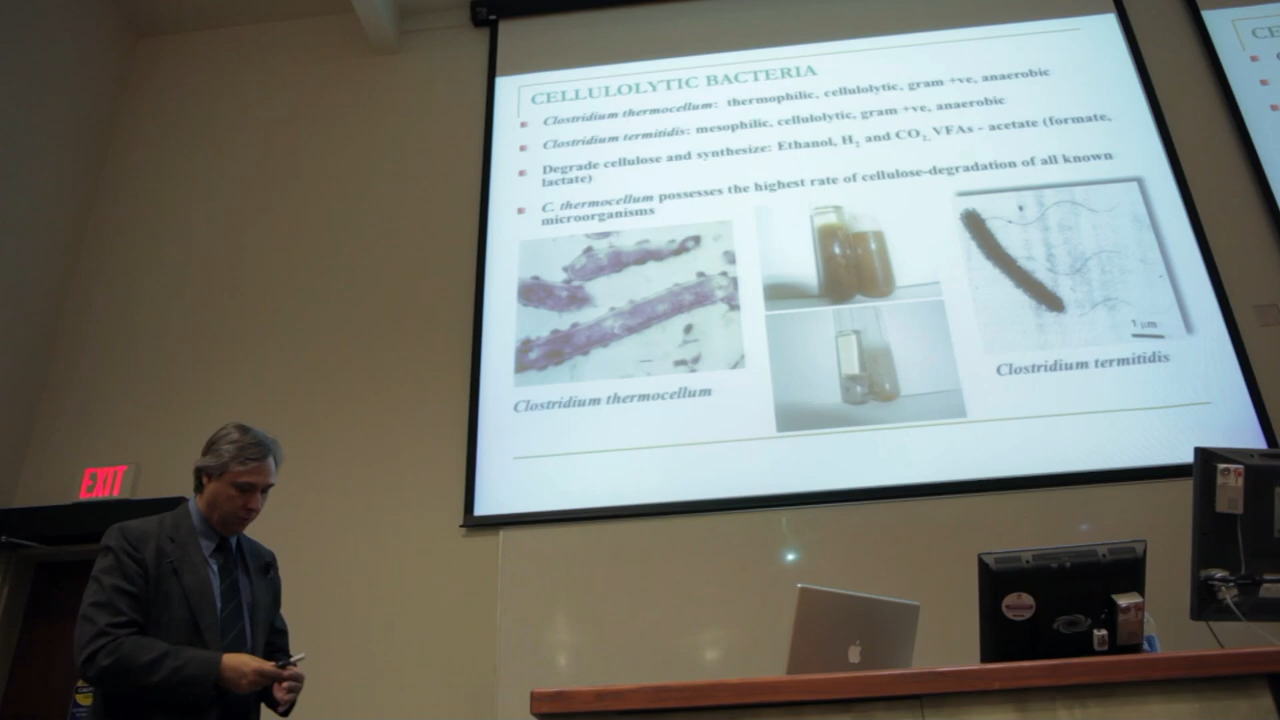 CELLULOLYTIC BACTERIA
Clostridium thermocellum: thermophilic, cellulolytic, gram +ve, anaerobic
Clostridium termitidis: mesophilic, cellulolytic, gram +ve, anaerobic
Degrade cellulose and synthesize: Ethanol, H2 and CO2, VFAs - acetate (formate,
lactate)
C. thermocellum possesses the highest rate of cellulose-degradation of all known
microorganisms
1 μm
Clostridium thermocellum
Clostridium termitidis
CE
EXIT